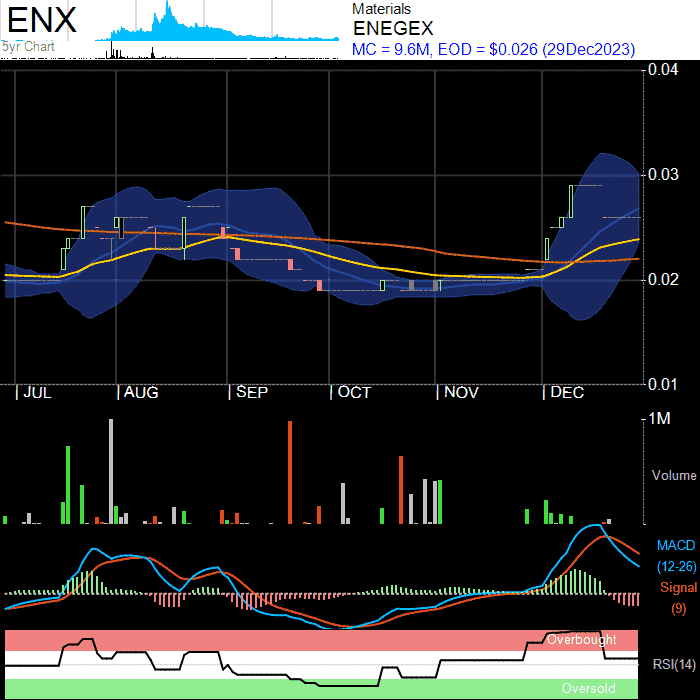 ENX
5yr Chart
Materials
ENEGEX
MC = 9.6M, EOD = $0.026 (29Dec2023)
0.04
0.03
0.02
0.01
JUL AUG SEP OCT NOV DEC
1M
Volume
MACD
(12-26)
Signal
(9)
Overbought
RSI(14)
Oversold